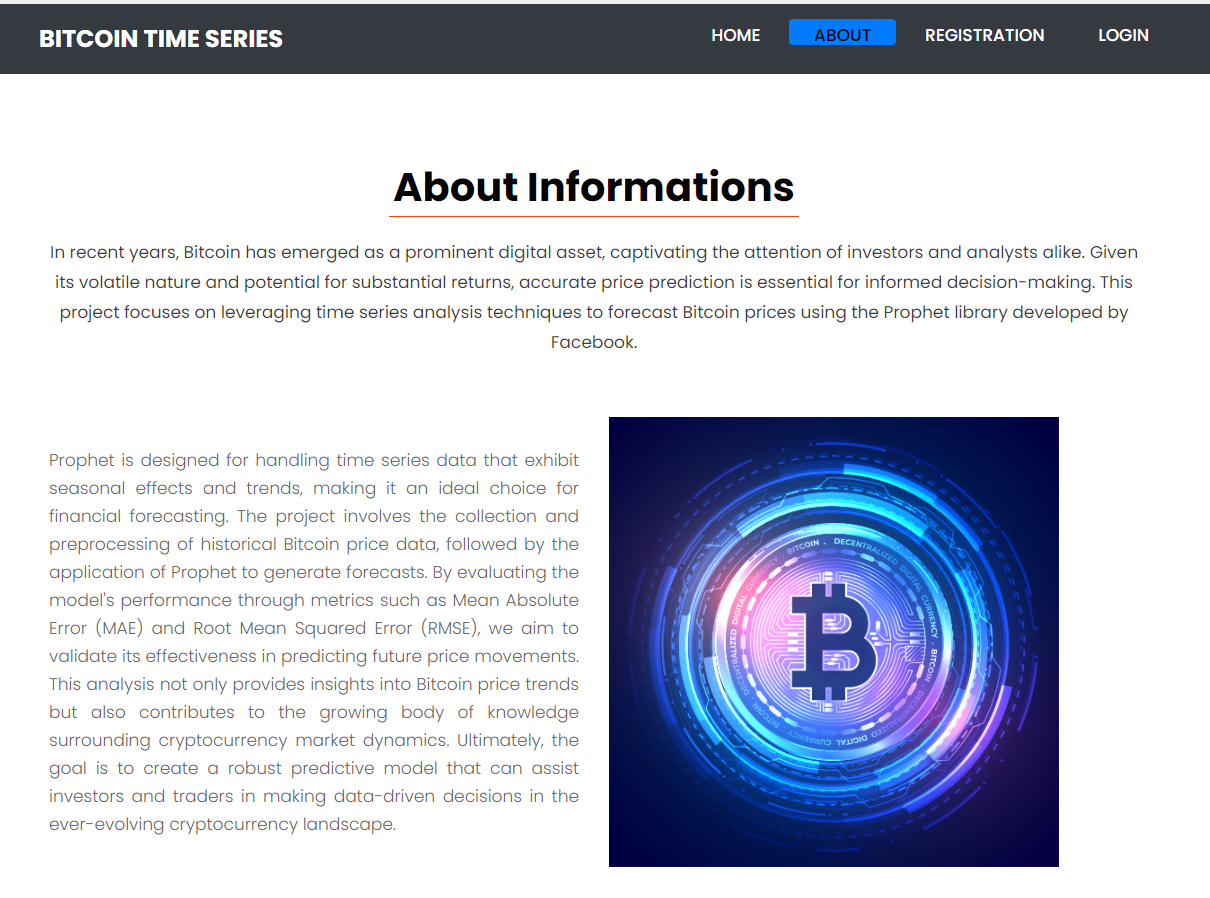 BITCOIN TIME SERIES
HOME
ABOUT
REGISTRATION
LOGIN
About Informations
In recent years, Bitcoin has emerged as a prominent digital asset, captivating the attention of investors and analysts alike. Given
its volatile nature and potential for substantial returns, accurate price prediction is essential for informed decision-making. This
project focuses on leveraging time series analysis techniques to forecast Bitcoin prices using the Prophet library developed by
Facebook.
Prophet is designed for handling time series data that exhibit
seasonal effects and trends, making it an ideal choice for
financial forecasting. The project involves the collection and
preprocessing of historical Bitcoin price data, followed by the
application of Prophet to generate forecasts. By evaluating the
model's performance through metrics such as Mean Absolute
Error (MAE) and Root Mean Squared Error (RMSE), we aim to
validate its effectiveness in predicting future price movements.
This analysis not only provides insights into Bitcoin price trends
but also contributes to the growing body of knowledge
surrounding cryptocurrency market dynamics. Ultimately, the
goal is to create a robust predictive model that can assist
investors and traders in making data-driven decisions in the
ever-evolving cryptocurrency landscape.
BITCOIN · DECENTRALIZED DIGITAL CURRENCY · BITCOIN · DECENTRALIZED DIGITAL CURRENCY · BITCOIN · DECENTRALIZED DIGITAL CURRENCY ·